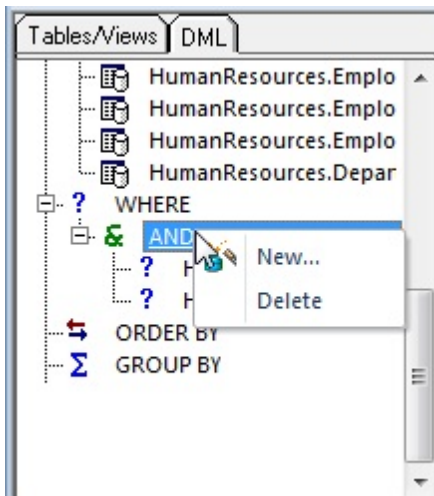 Tables/Views DML
HumanResources.Emplo
HumanResources.Emplo
HumanResources.Emplo
HumanResources.Depar
? WHERE
& AND
New...
? H
? H
Delete
ORDER BY
Σ GROUP BY